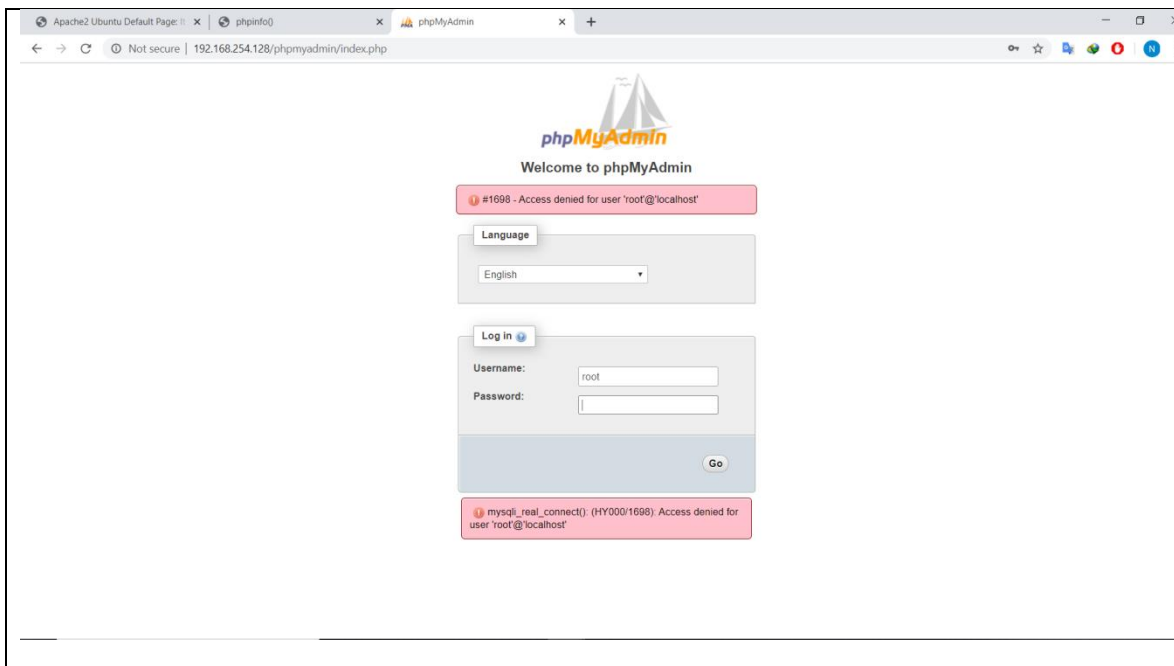 Apache2 Ubuntu Default Page: It
phpinfo()
phpMyAdmin
Not secure | 192.168.254.128/phpmyadmin/index.php
N
phpMyAdmin
Welcome to phpMyAdmin
#1698 - Access denied for user 'root'@'localhost'
Language
English
Log in
Username:
root
Password:
Go
mysqli_real_connect(): (HY000/1698): Access denied for
user 'root'@'localhost'